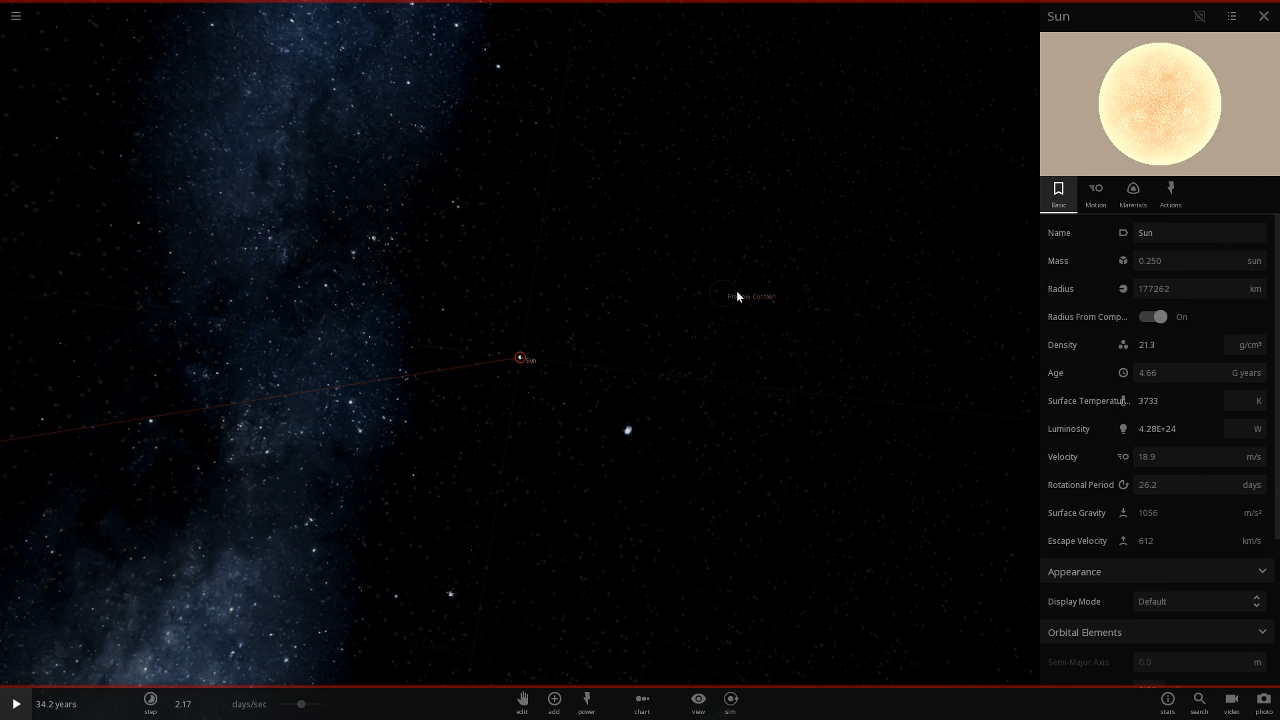 Sun
Basic Motion Materials Actions
Name Sun
Mass 0.250 sun
Radius 177262 km
Radius From Comp... On
Density 21.3 g/cm³
Age 4.66 G years
Surface Temperatu... 3733 K
Luminosity 4.28E+24 W
Velocity 18.9 m/s
Rotational Period 26.2 days
Surface Gravity 1056 m/s²
Escape Velocity 612 km/s
Appearance
Display Mode Default
Orbital Elements
Semi-Major Axis 0.0 m
Sun
34.2 years step 2.17 days/sec edit add power chart view sim stats search video photo